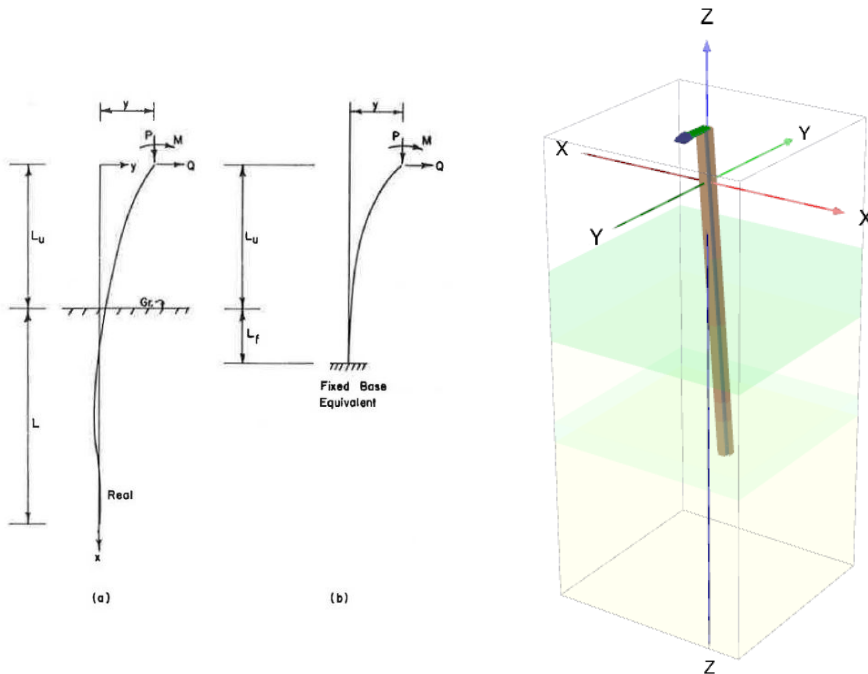 y
P
M
y
Q
Lu
Gr.
L
Real
x
(a)
y
P
M
Q
Lu
Lf
Fixed Base
Equivalent
(b)
Z
X
Y
Y
X
Z